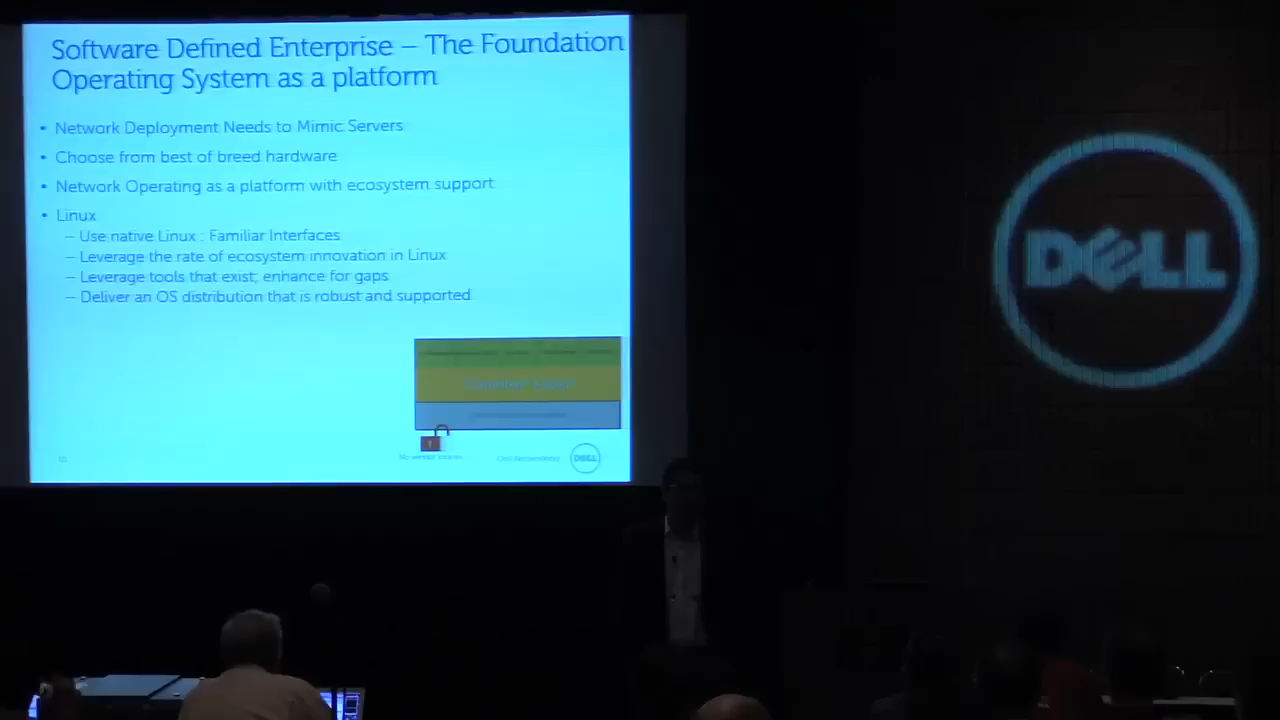 Software Defined Enterprise – The Foundation
Operating System as a platform
• Network Deployment Needs to Mimic Servers
• Choose from best of breed hardware
• Network Operating as a platform with ecosystem support
• Linux
– Use native Linux : Familiar Interfaces
– Leverage the rate of ecosystem innovation in Linux
– Leverage tools that exist; enhance for gaps
– Deliver an OS distribution that is robust and supported
Dell Networking
DELL
DELL